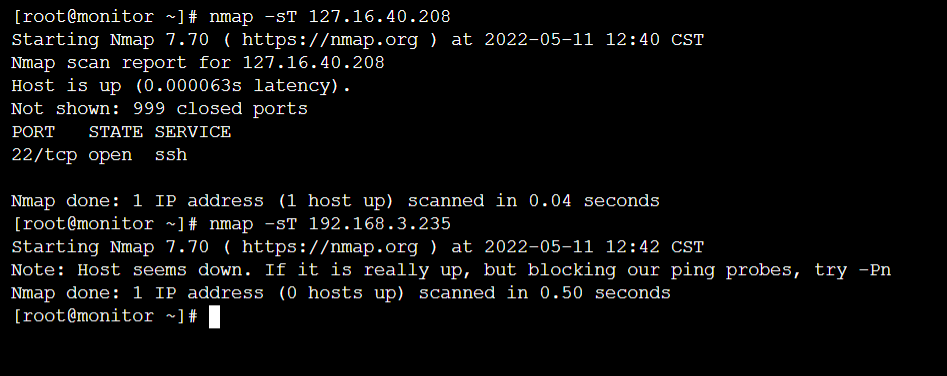 [root@monitor ~]# nmap -sT 127.16.40.208
Starting Nmap 7.70 ( https://nmap.org ) at 2022-05-11 12:40 CST
Nmap scan report for 127.16.40.208
Host is up (0.000063s latency).
Not shown: 999 closed ports
PORT   STATE SERVICE
22/tcp open  ssh

Nmap done: 1 IP address (1 host up) scanned in 0.04 seconds
[root@monitor ~]# nmap -sT 192.168.3.235
Starting Nmap 7.70 ( https://nmap.org ) at 2022-05-11 12:42 CST
Note: Host seems down. If it is really up, but blocking our ping probes, try -Pn
Nmap done: 1 IP address (0 hosts up) scanned in 0.50 seconds
[root@monitor ~]#